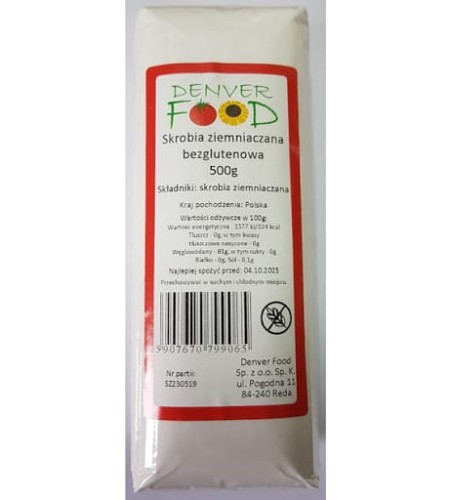 DENVER
FOOD
Skrobia ziemniaczana
bezglutenowa
500g
Składniki: skrobia ziemniaczana
Kraj pochodzenia: Polska
Wartości odżywcze w 100g:
Wartość energetyczna - 1377 kJ/324 kcal
Tłuszcz - 0g, w tym kwasy
tłuszczowe nasycone - 0g
Węglowodany - 81g, w tym cukry - 0g
Białko - 0g, Sól - 0,1g
Najlepiej spożyć przed: 04.10.2025
Przechowywać w suchym i chłodnym miejscu.
5907670799065
Nr partii:
SZ230519
Denver Food
Sp. z o.o. Sp. K.
ul. Pogodna 11
84-240 Reda